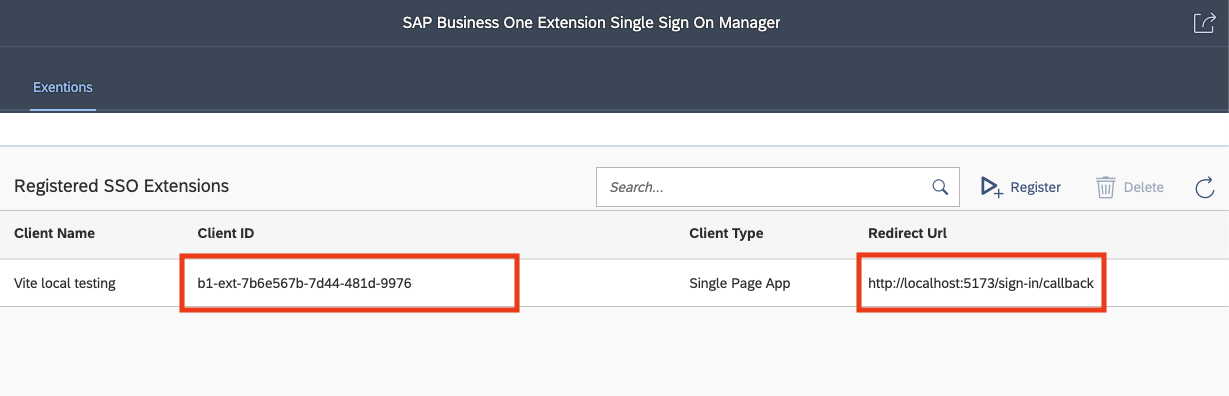 SAP Business One Extension Single Sign On Manager
Exentions
Registered SSO Extensions
Search...
Register
Delete
Client Name Client ID Client Type Redirect Url
Vite local testing b1-ext-7b6e567b-7d44-481d-9976 Single Page App http://localhost:5173/sign-in/callback